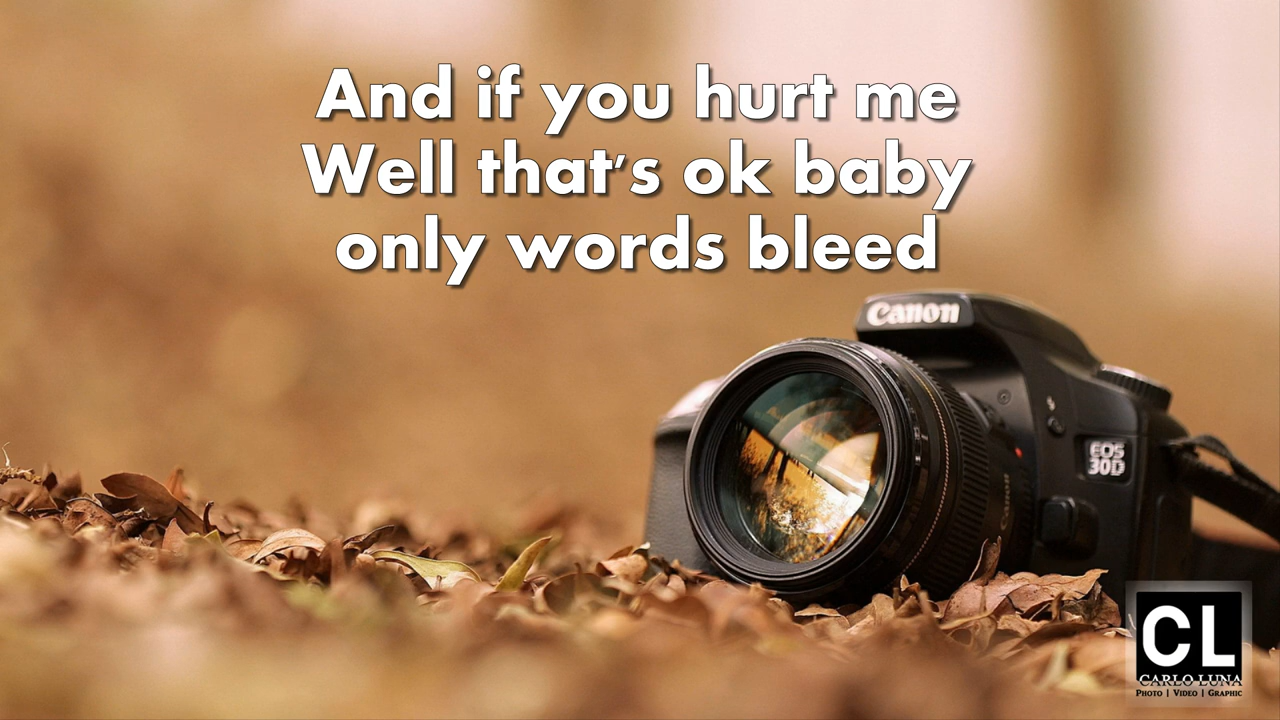 And if you hurt me
Well that's ok baby
only words bleed
Canon
EOS
30D
Canon
CL
CARLO LUNA
PHOTO | VIDEO | GRAPHIC